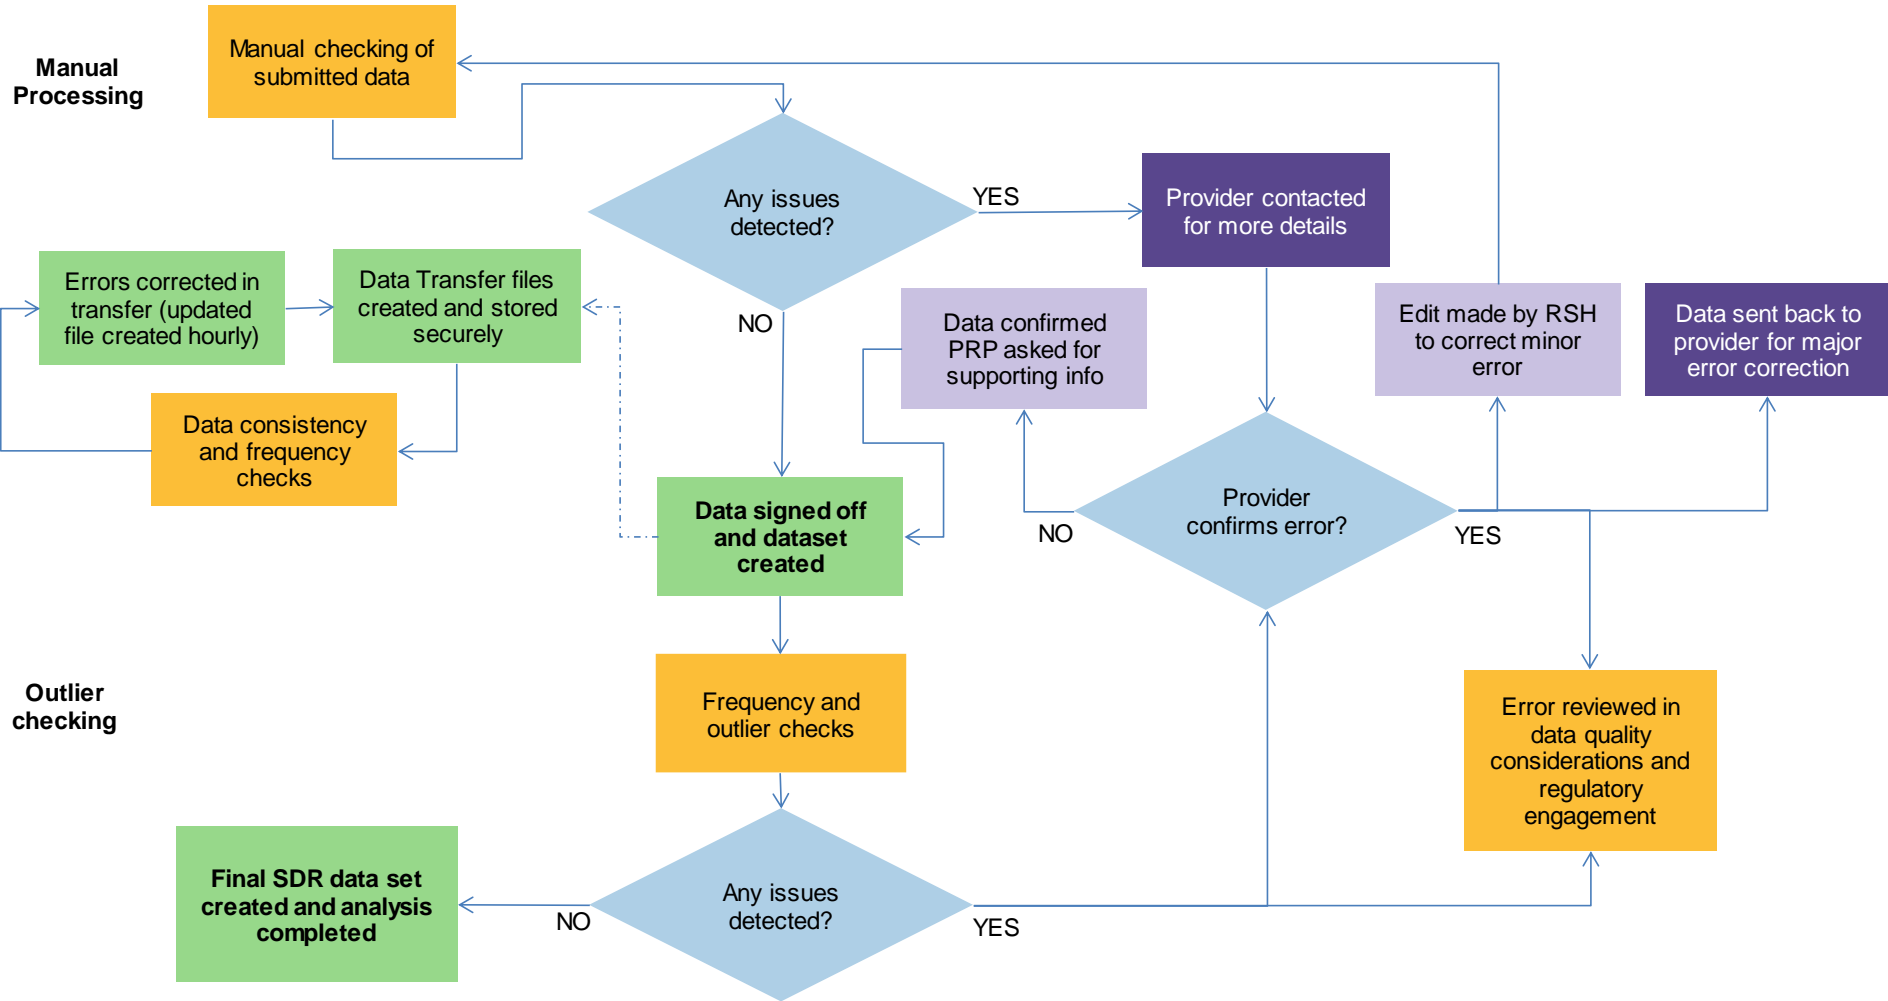 Manual
Processing
Manual checking of
submitted data
Any issues
detected?
YES
NO
Provider contacted
for more details
Errors corrected in
transfer (updated
file created hourly)
Data Transfer files
created and stored
securely
Data consistency
and frequency
checks
Data confirmed
PRP asked for
supporting info
Edit made by RSH
to correct minor
error
Data sent back to
provider for major
error correction
Data signed off
and dataset
created
Provider
confirms error?
NO
YES
Outlier
checking
Frequency and
outlier checks
Error reviewed in
data quality
considerations and
regulatory
engagement
Final SDR data set
created and analysis
completed
Any issues
detected?
NO
YES